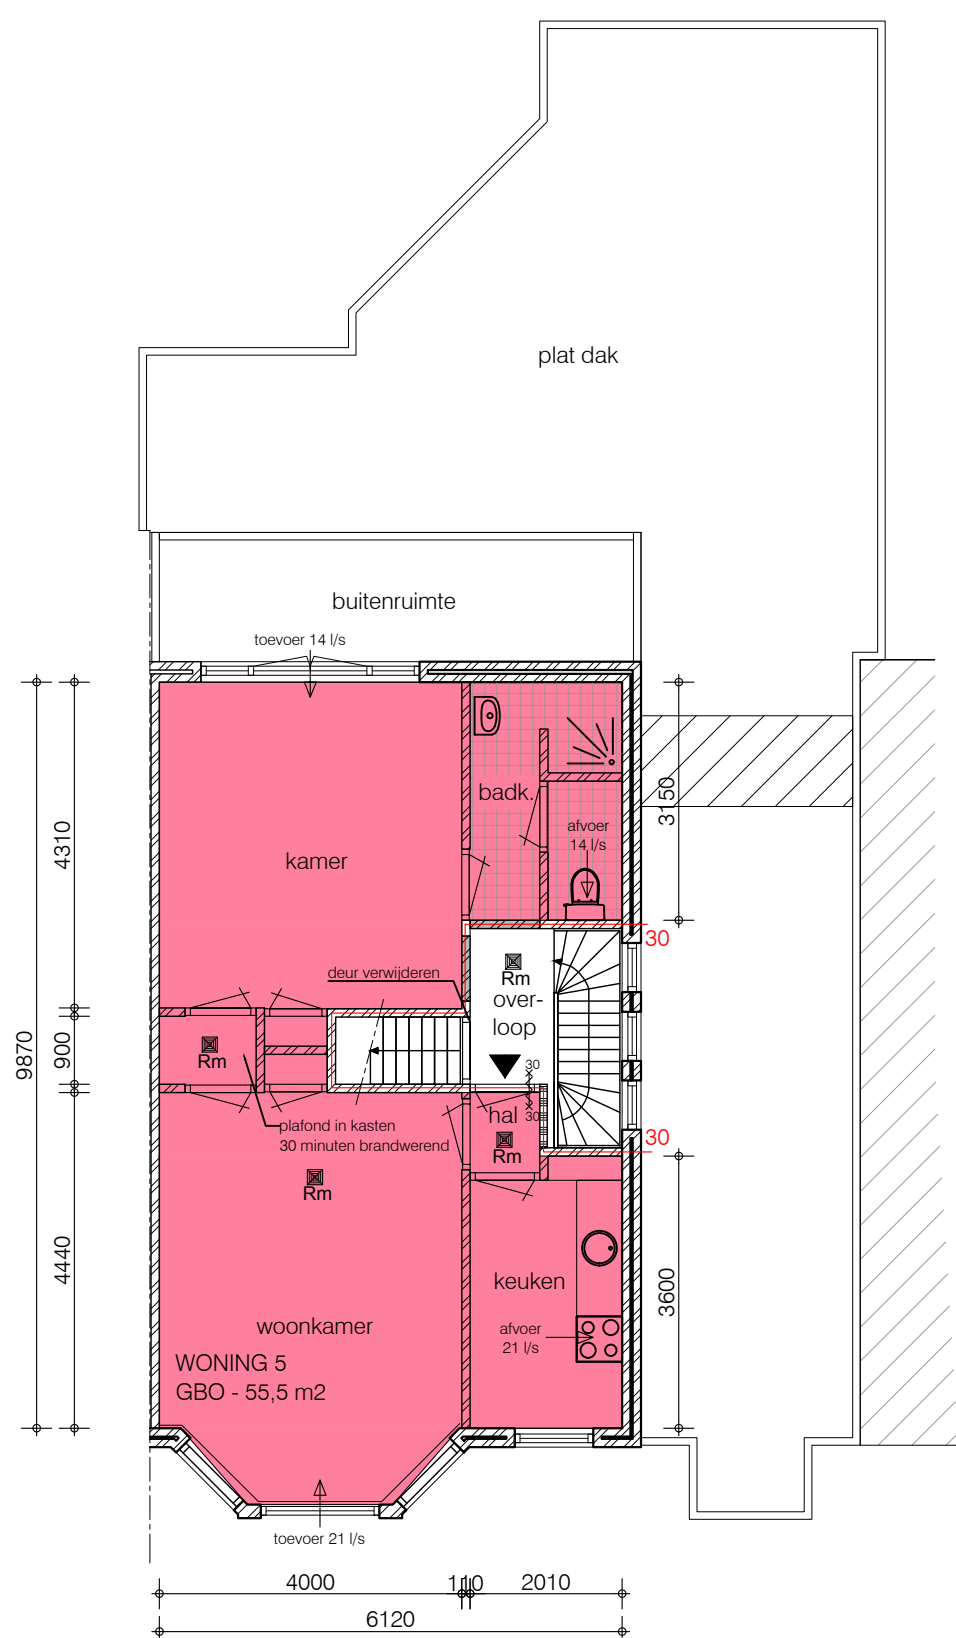 plat dak
buitenruimte
toevoer 14 l/s
badk.
afvoer
14 l/s
kamer
30
deur verwijderen
Rm
over-
loop
Rm
30
30
hal
plafond in kasten
30 minuten brandwerend
Rm
30
Rm
keuken
afvoer
21 l/s
woonkamer
WONING 5
GBO - 55,5 m2
toevoer 21 l/s
9870
4310
900
4440
3150
3600
4000
110
2010
6120